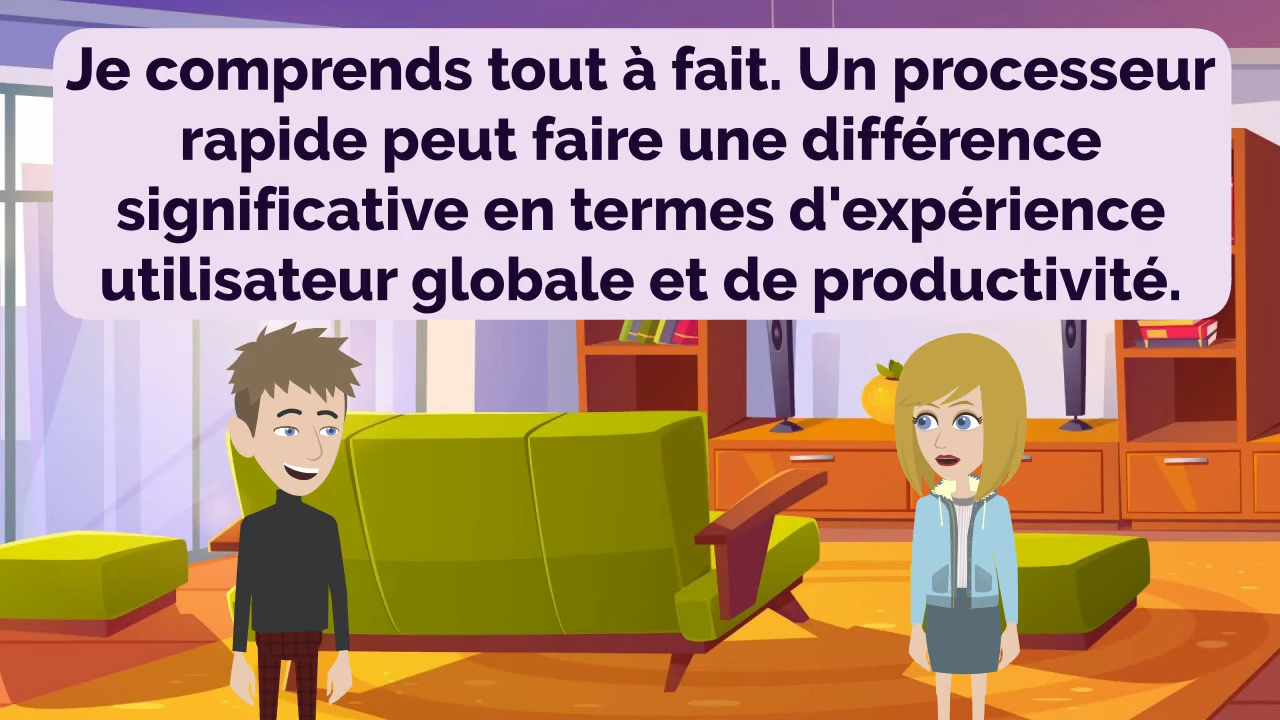 Je comprends tout à fait. Un processeur
rapide peut faire une différence
significative en termes d'expérience
utilisateur globale et de productivité.